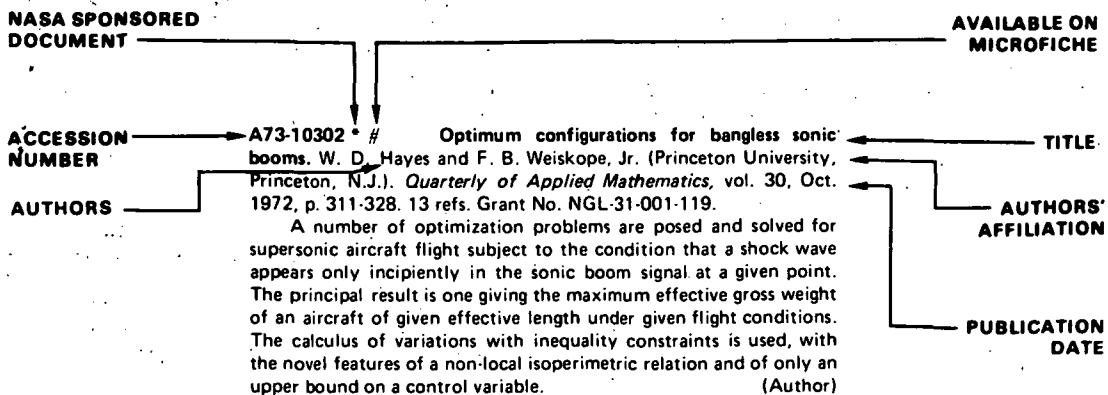 NASA SPONSORED
DOCUMENT
AVAILABLE ON
MICROFICHE
ACCESSION
NUMBER
AUTHORS
A73-10302 * # Optimum configurations for bangless sonic
booms. W. D. Hayes and F. B. Weiskope, Jr. (Princeton University,
Princeton, N.J.). Quarterly of Applied Mathematics, vol. 30, Oct.
1972, p. 311-328. 13 refs. Grant No. NGL-31-001-119.
A number of optimization problems are posed and solved for
supersonic aircraft flight subject to the condition that a shock wave
appears only incipiently in the sonic boom signal at a given point.
The principal result is one giving the maximum effective gross weight
of an aircraft of given effective length under given flight conditions.
The calculus of variations with inequality constraints is used, with
the novel features of a non-local isoperimetric relation and of only an
upper bound on a control variable. (Author)
TITLE
AUTHORS'
AFFILIATION
PUBLICATION
DATE